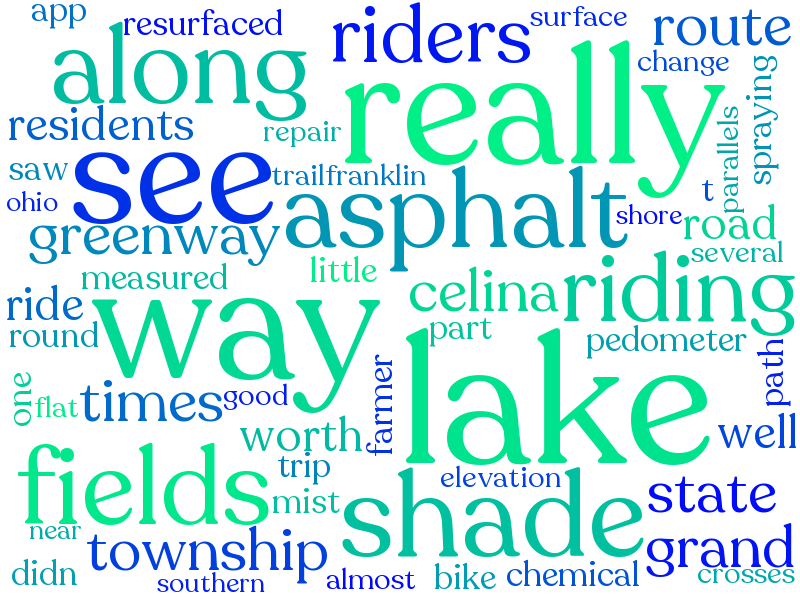 app
resurfaced
riders
surface
route
along
really
change
spraying
residents
repair
parallels
saw
see
trailfranklin
t
ohio
asphalt
shore
road
greenway
several
measured
little
celina
riding
ride
way
round
part
pedometer
lake
path
one
flat
times
good
farmer
well
worth
fields
trip
elevation
shade
state
mist
near
township
grand
didn
southern
almost
bike
chemical
crosses